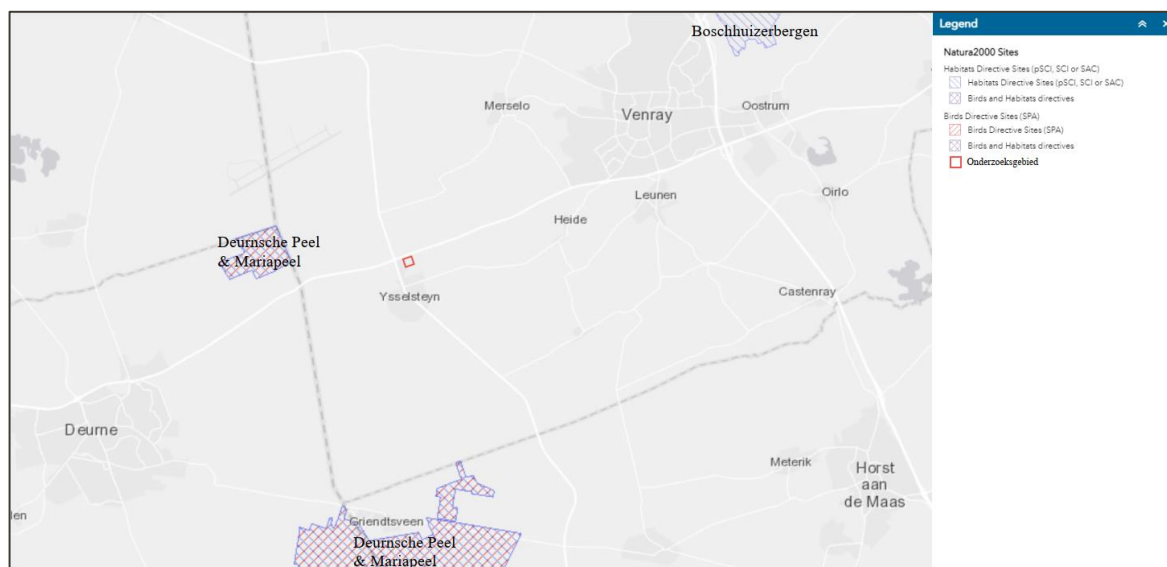 Boschhuizerbergen
Merselo
Venray
Oostrum
Leunen
Oirlo
Heide
Deurnsche Peel
& Mariapeel
Ysselsteyn
Castenray
Deurne
Meterik
Horst
aan
de Maas
len
Griendtsveen
Deurnsche Peel
& Mariapeel
Legend
Natura2000 Sites
Habitats Directive Sites (pSCI, SCI or SAC)
Habitats Directive Sites (pSCI, SCI or SAC)
Birds and Habitats directives
Birds Directive Sites (SPA)
Birds Directive Sites (SPA)
Birds and Habitats directives
Onderzoeksgebied